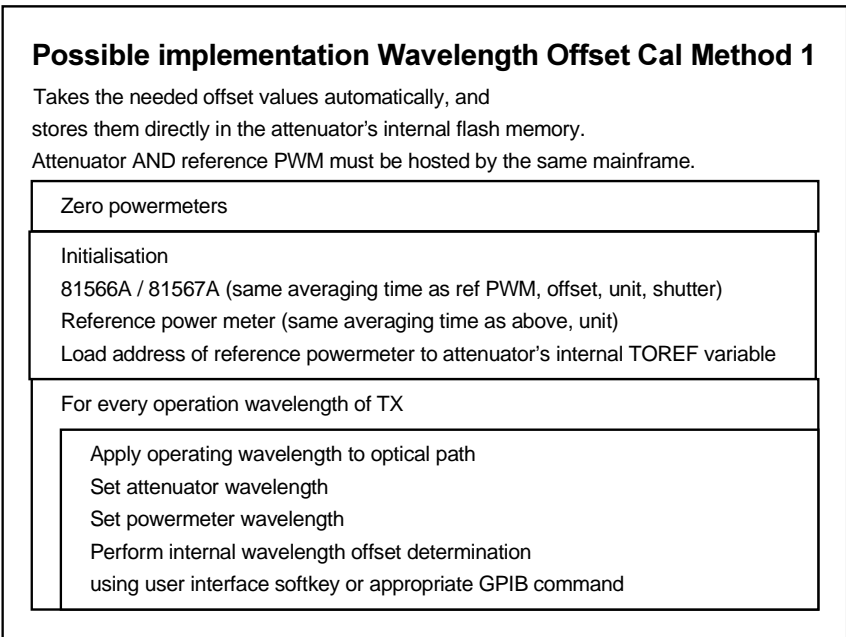 Possible implementation Wavelength Offset Cal Method 1
Takes the needed offset values automatically, and
stores them directly in the attenuator's internal flash memory.
Attenuator AND reference PWM must be hosted by the same mainframe.
Zero powermeters
Initialisation
81566A / 81567A (same averaging time as ref PWM, offset, unit, shutter)
Reference power meter (same averaging time as above, unit)
Load address of reference powermeter to attenuator's internal TOREF variable
For every operation wavelength of TX
Apply operating wavelength to optical path
Set attenuator wavelength
Set powermeter wavelength
Perform internal wavelength offset determination
using user interface softkey or appropriate GPIB command